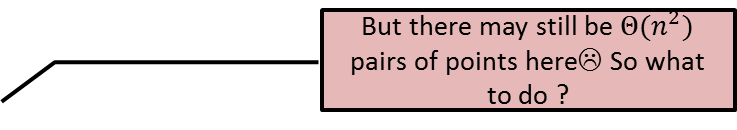 But there may still be Θ(n²)
pairs of points here☹ So what
to do ?